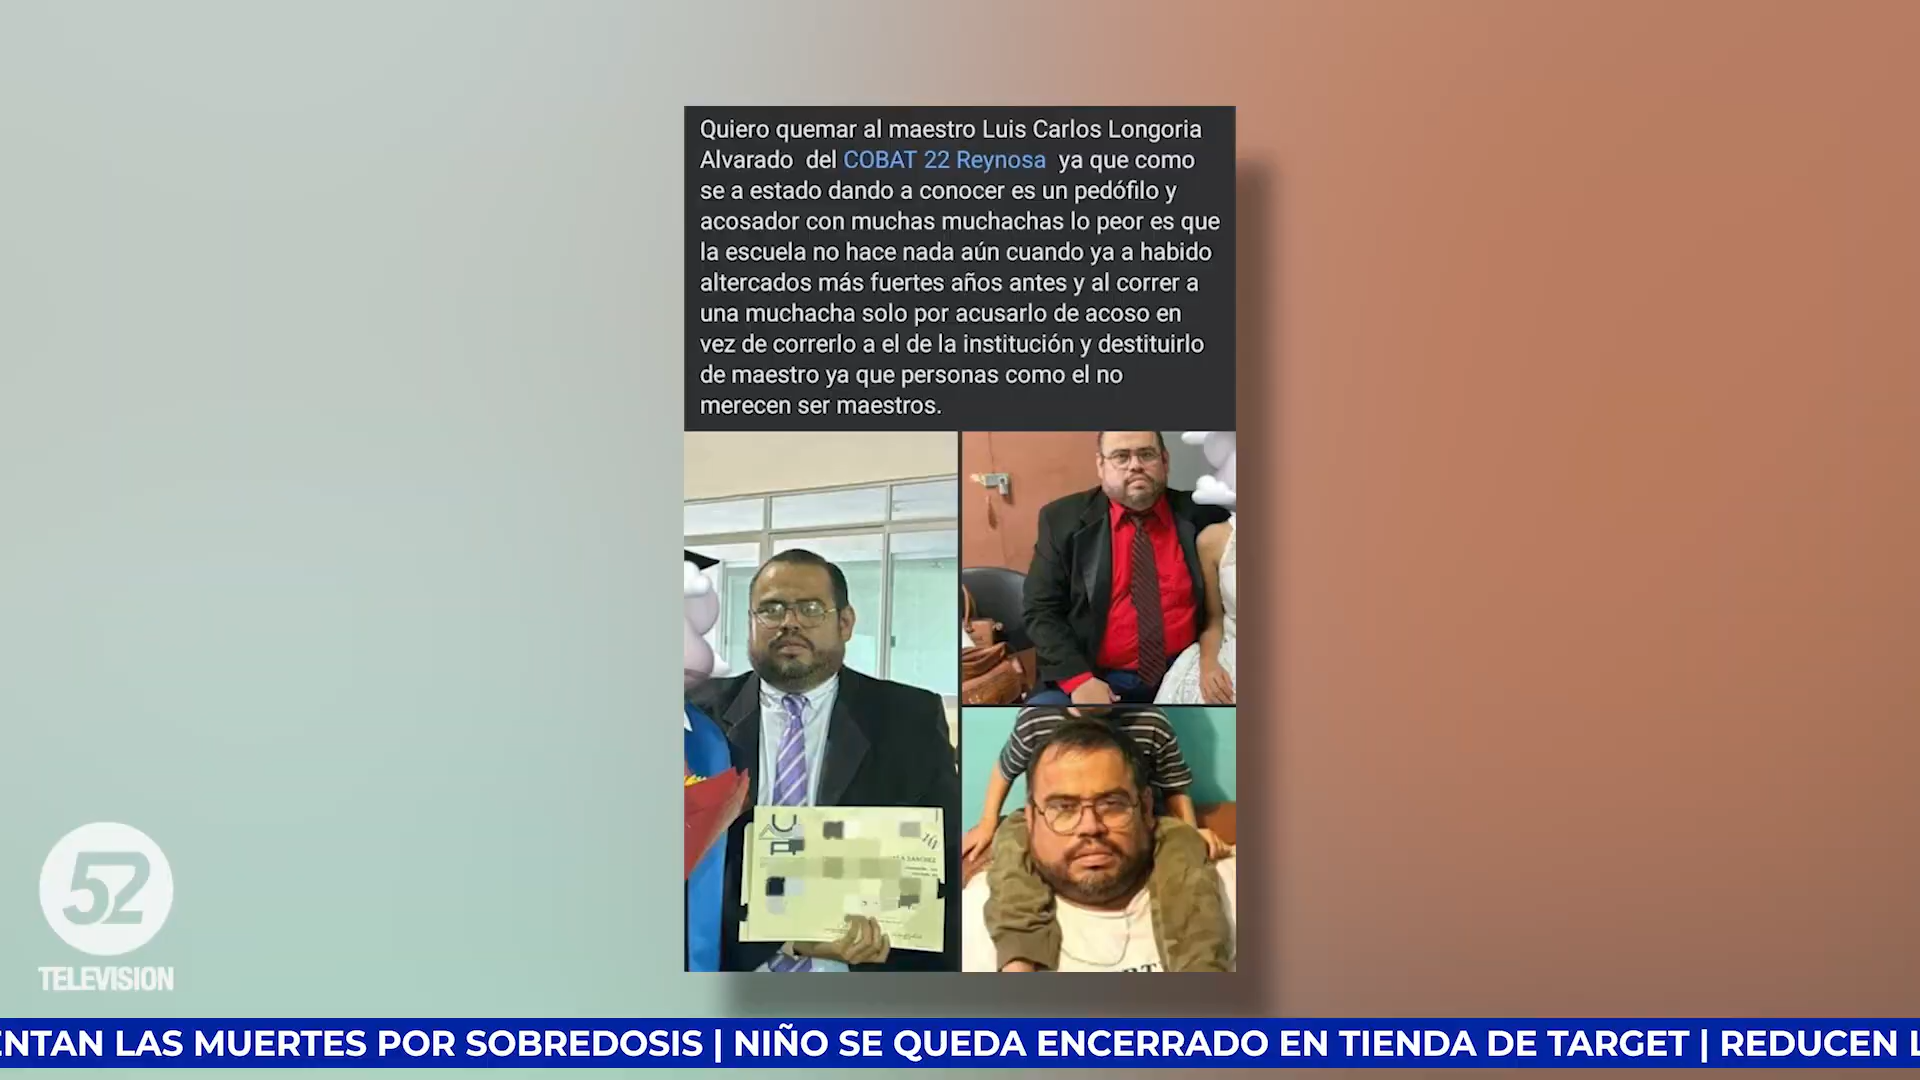 Quiero quemar al maestro Luis Carlos Longoria
Alvarado del COBAT 22 Reynosa ya que como
se a estado dando a conocer es un pedófilo y
acosador con muchas muchachas lo peor es que
la escuela no hace nada aún cuando ya a habido
altercados más fuertes años antes y al correr a
una muchacha solo por acusarlo de acoso en
vez de correrlo a el de la institución y destituirlo
de maestro ya que personas como el no
merecen ser maestros.
52
TELEVISION
ENTAN LAS MUERTES POR SOBREDOSIS | NIÑO SE QUEDA ENCERRADO EN TIENDA DE TARGET | REDUCEN L